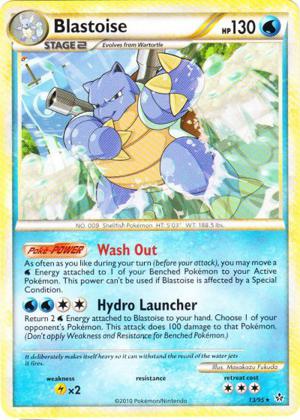 Blastoise HP 130
STAGE 2 Evolves from Wartortle
NO. 009 Shellfish Pokémon HT: 5'03" WT: 188.5 lbs.
Poké-POWER Wash Out
As often as you like during your turn (before your attack), you may move a
Energy attached to 1 of your Benched Pokémon to your Active
Pokémon. This power can't be used if Blastoise is affected by a Special
Condition.
Hydro Launcher
Return 2 Energy attached to Blastoise to your hand. Choose 1 of your
opponent's Pokémon. This attack does 100 damage to that Pokémon.
(Don't apply Weakness and Resistance for Benched Pokémon.)
It deliberately makes itself heavy so it can withstand the recoil of the water
jets it fires.
Illus. Masakazu Fukuda
weakness resistance retreat cost
×2
©2010 Pokémon/Nintendo 13/95 ★